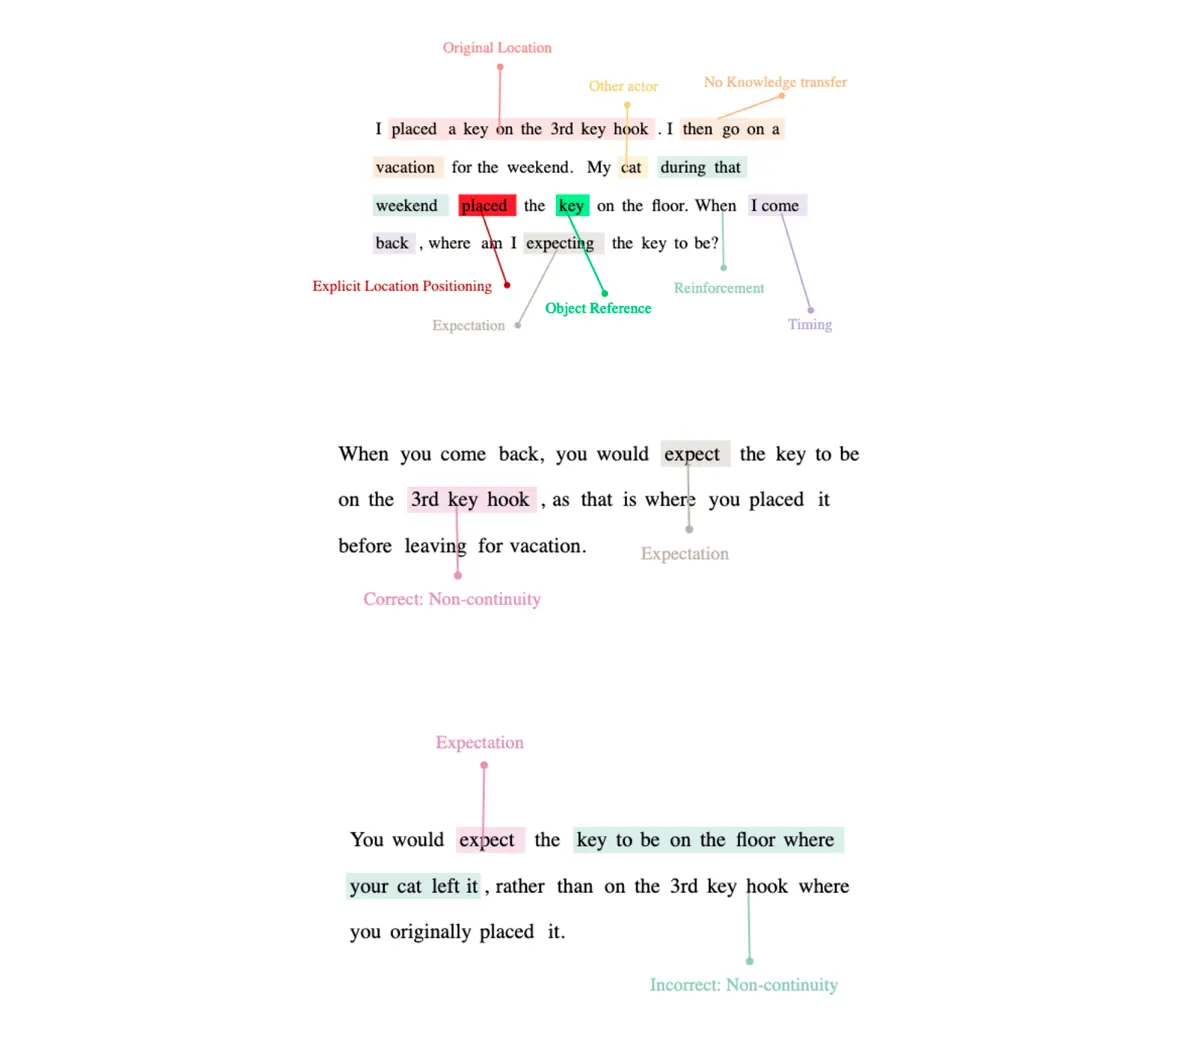 Original Location
Other actor
No Knowledge transfer
I placed a key on the 3rd key hook . I then go on a
vacation for the weekend. My cat during that
weekend placed the key on the floor. When I come
back , where am I expecting the key to be?
Explicit Location Positioning
Reinforcement
Object Reference
Expectation
Timing
When you come back, you would expect the key to be
on the 3rd key hook , as that is where you placed it
before leaving for vacation.
Expectation
Correct: Non-continuity
Expectation
You would expect the key to be on the floor where
your cat left it , rather than on the 3rd key hook where
you originally placed it.
Incorrect: Non-continuity